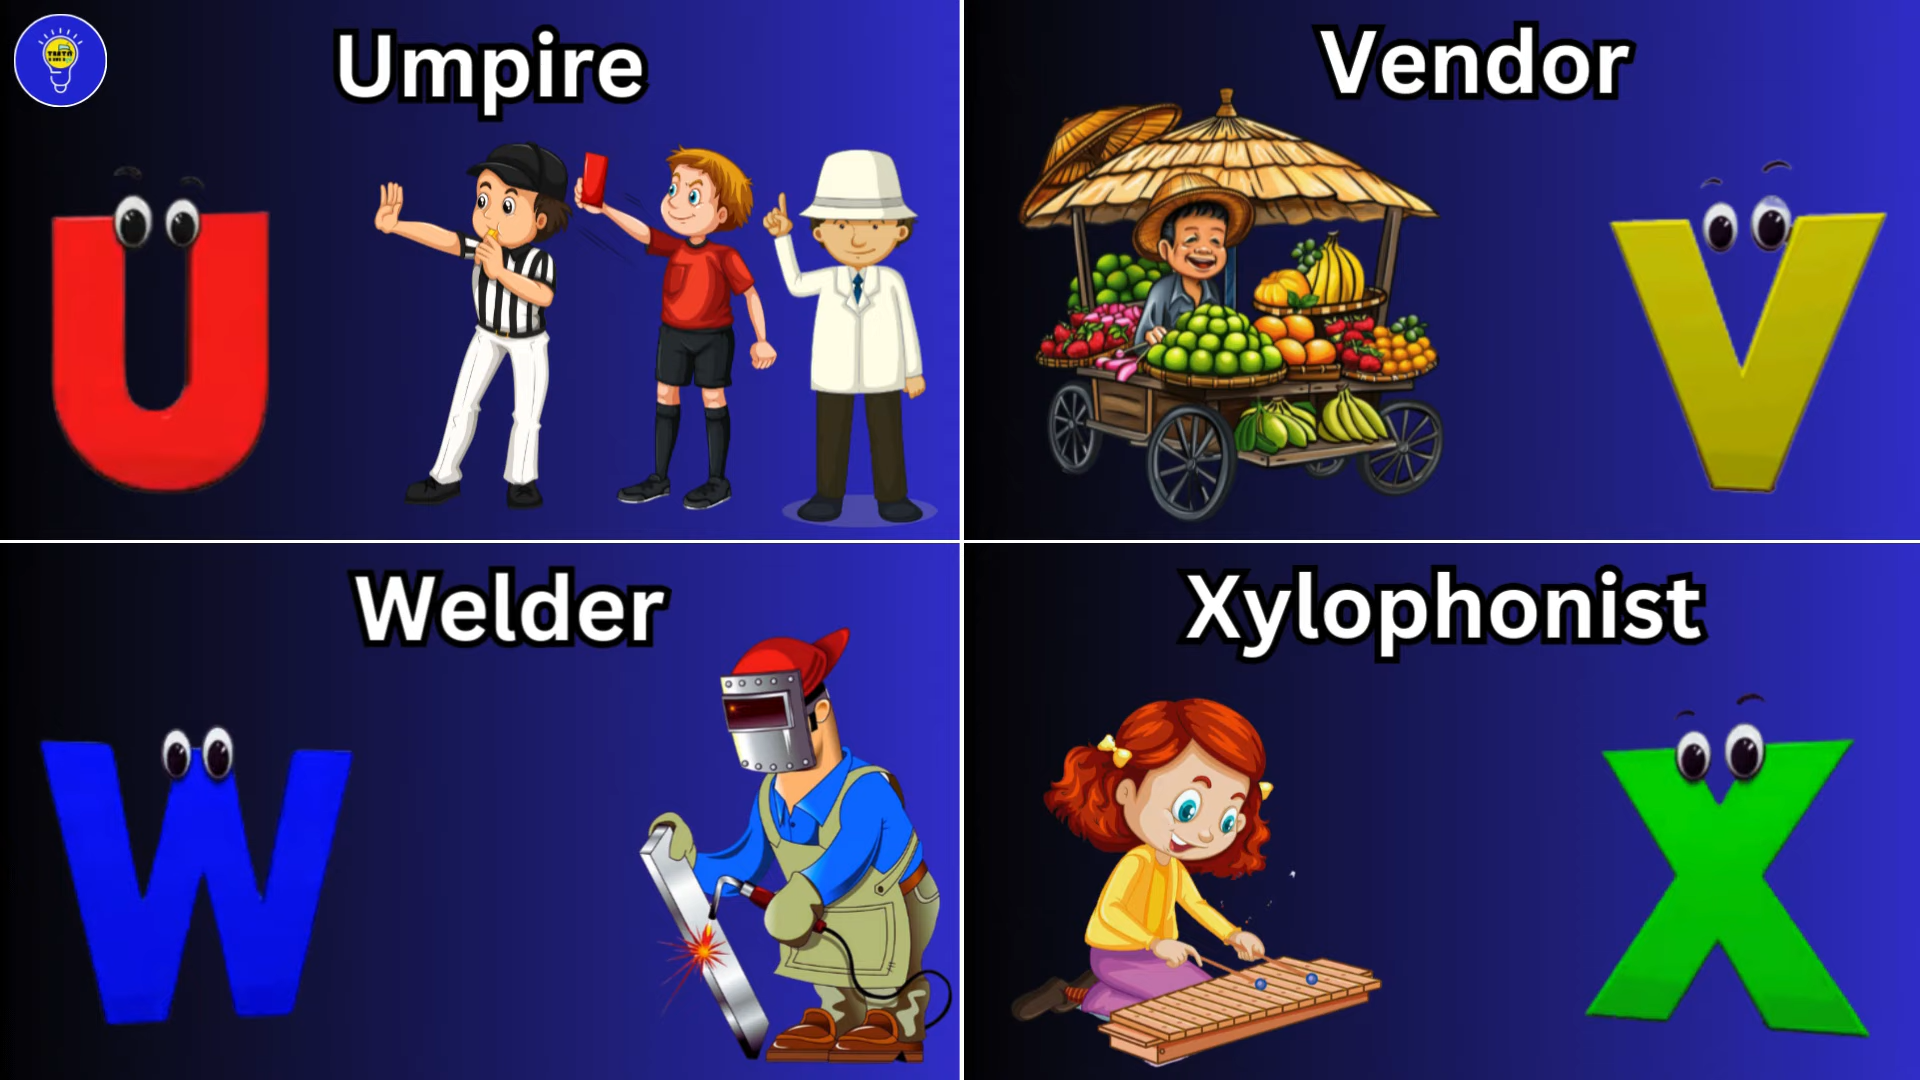 Umpire
Vendor
U
V
Welder
Xylophonist
W
X